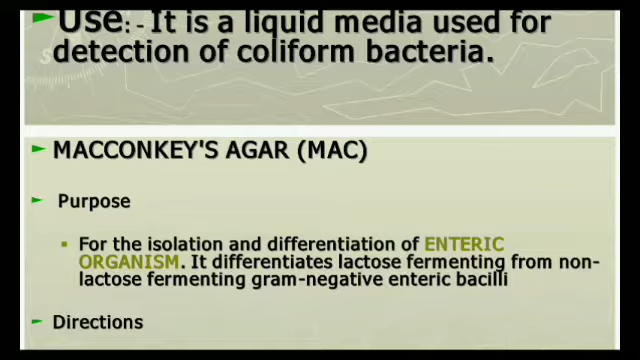 Use: - It is a liquid media used for
detection of coliform bacteria.
MACCONKEY'S AGAR (MAC)
Purpose
For the isolation and differentiation of ENTERIC
ORGANISM. It differentiates lactose fermenting from non-
lactose fermenting gram-negative enteric bacilli
Directions